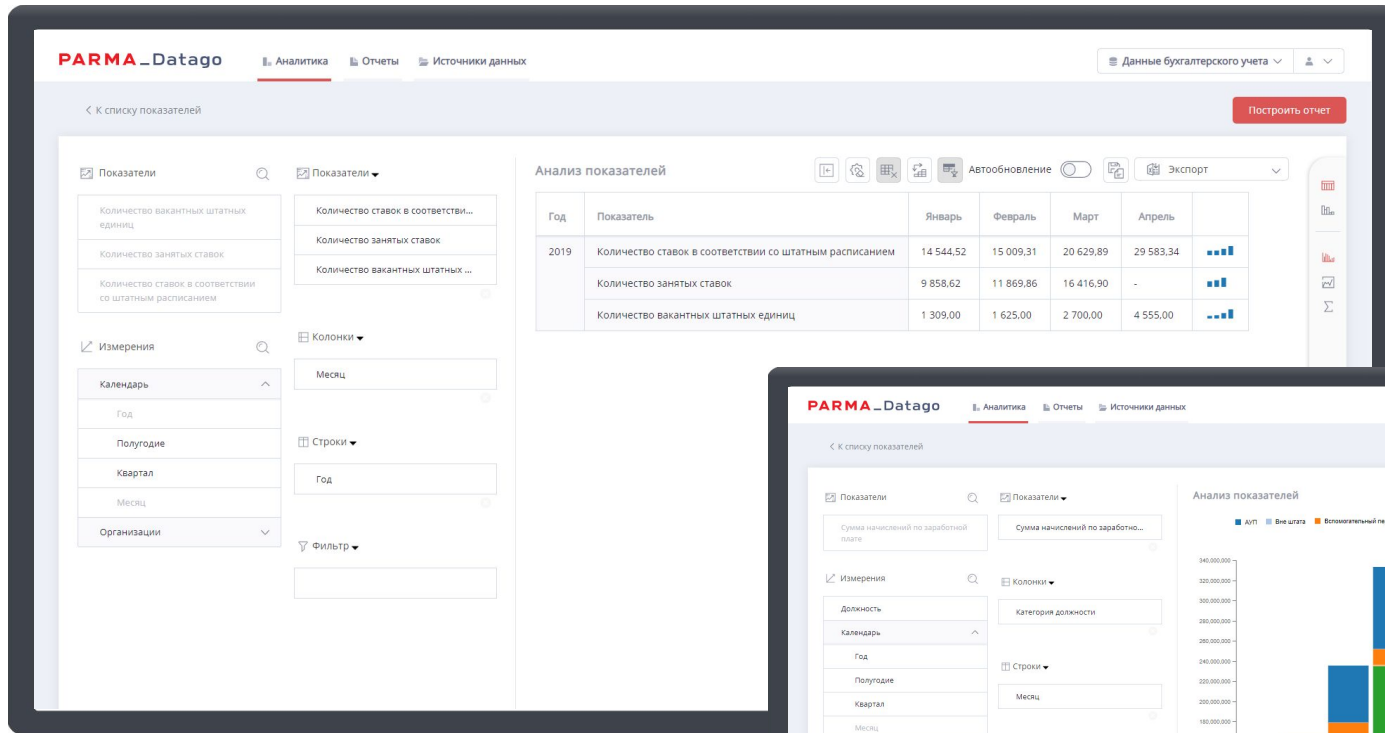 PARMA_Datago
Аналитика
Отчеты
Источники данных
Данные бухгалтерского учета
К списку показателей
Построить отчет
Показатели
Количество вакантных штатных
единиц
Количество занятых ставок
Количество ставок в соответствии
со штатным расписанием
Измерения
Календарь
Год
Полугодие
Квартал
Месяц
Организации
Показатели
Количество ставок в соответстви...
Количество занятых ставок
Количество вакантных штатных ...
Колонки
Месяц
Строки
Год
Фильтр
Анализ показателей
Автообновление
Экспорт
Год Показатель Январь Февраль Март Апрель
2019 Количество ставок в соответствии со штатным расписанием 14 544,52 15 009,31 20 629,89 29 583,34
Количество занятых ставок 9 858,62 11 869,86 16 416,90 -
Количество вакантных штатных единиц 1 309,00 1 625,00 2 700,00 4 555,00
PARMA_Datago
Аналитика
Отчеты
Источники данных
К списку показателей
Показатели
Сумма начислений по заработной
плате
Измерения
Должность
Календарь
Год
Полугодие
Квартал
Месяц
Показатели
Сумма начислений по заработно...
Колонки
Категория должности
Строки
Месяц
Анализ показателей
АУП Вне штата Вспомогательный пе
340,000,000
320,000,000
300,000,000
280,000,000
260,000,000
240,000,000
220,000,000
200,000,000
180,000,000